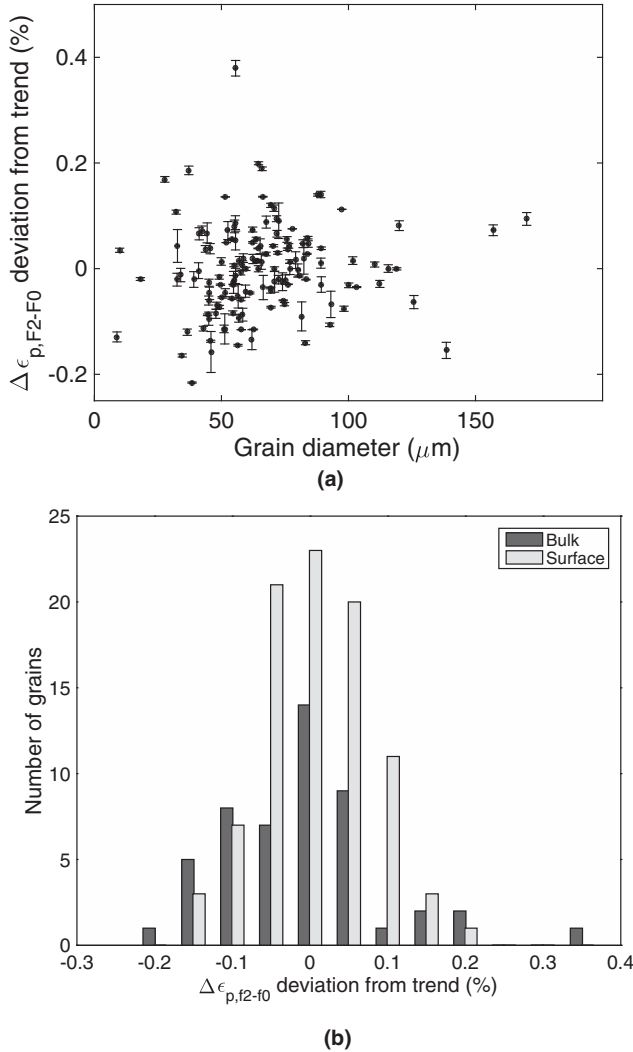 Δϵp,F2-F0 deviation from trend (%)
0.4
0.2
0
-0.2
0 50 100 150
Grain diameter (μm)
(a)
Number of grains
25
20
15
10
5
0
Bulk
Surface
-0.3 -0.2 -0.1 0 0.1 0.2 0.3 0.4
Δϵp,f2-f0 deviation from trend (%)
(b)